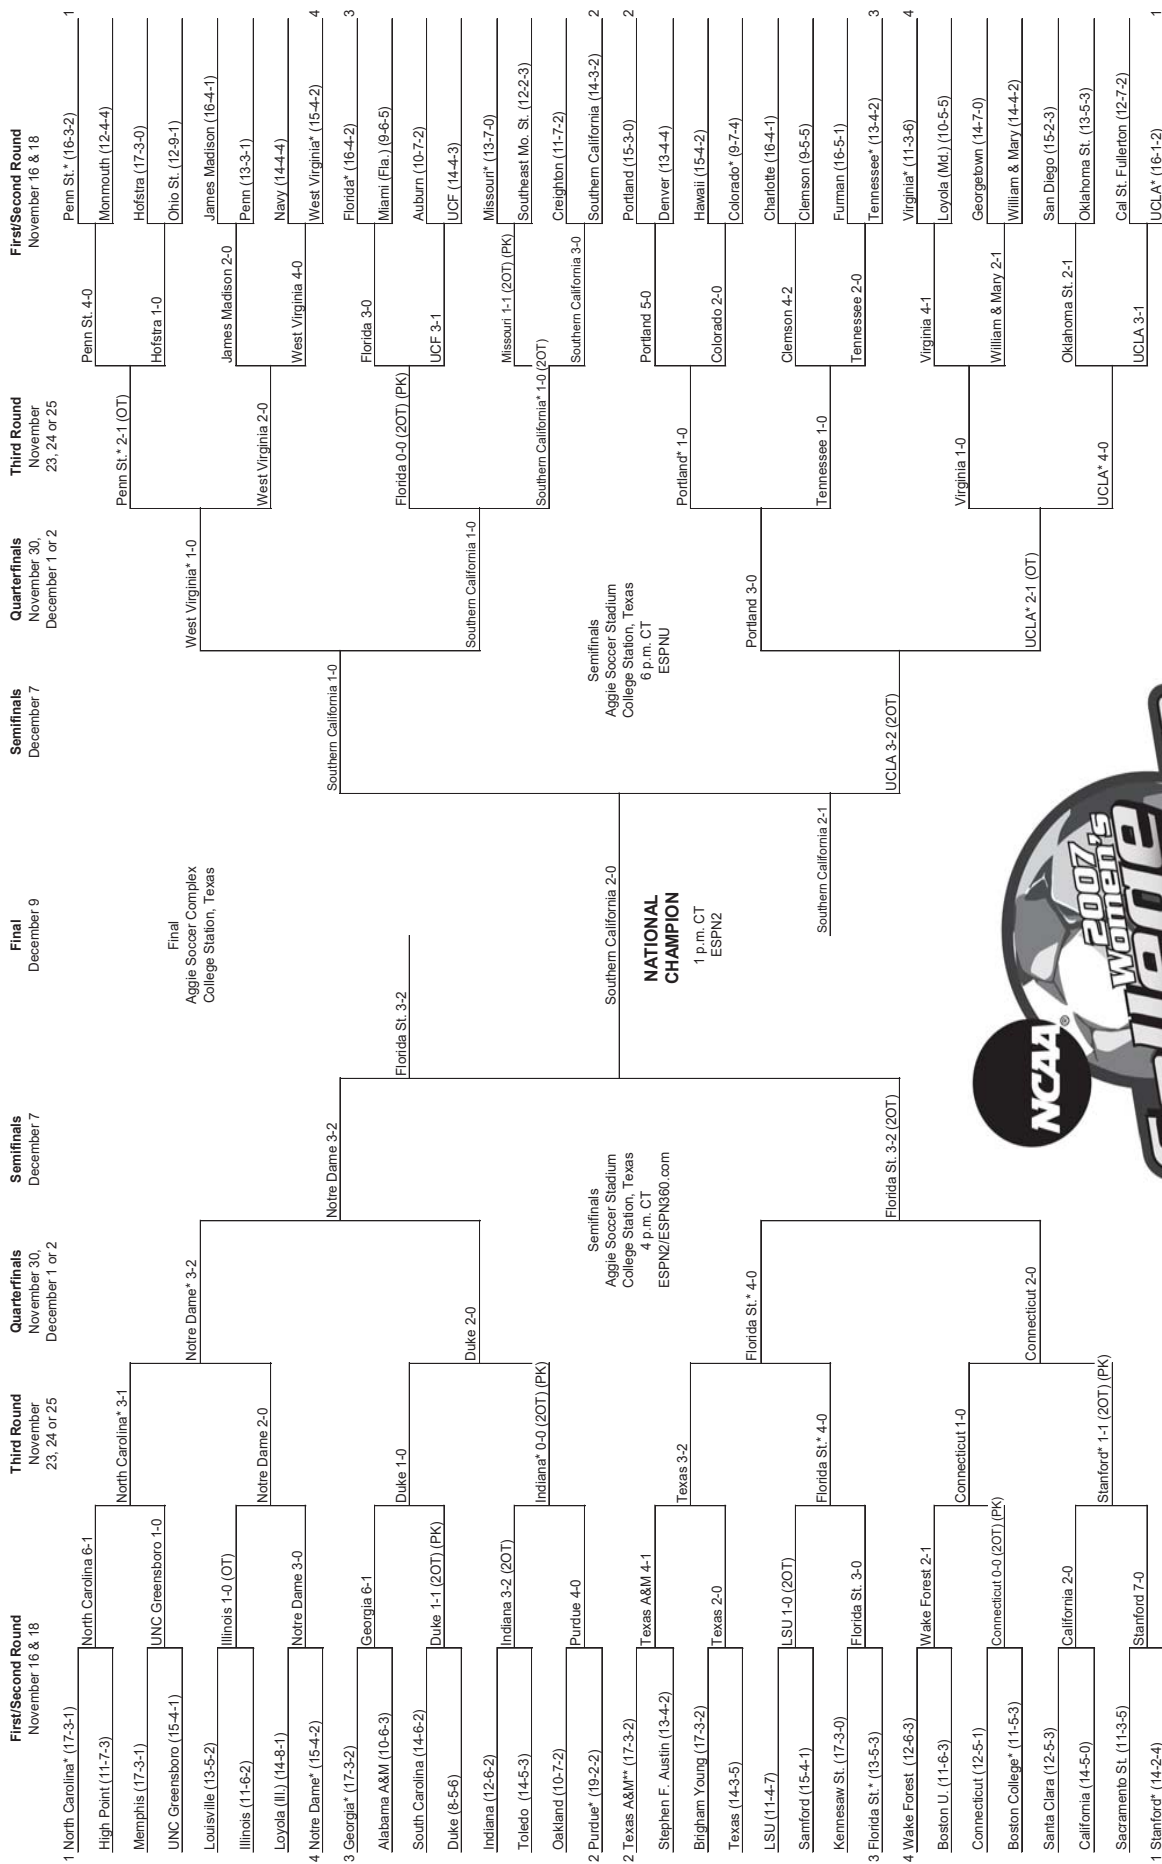 First/Second Round
November 16 & 18
Third Round
November
23, 24 or 25
Quarterfinals
November 30,
December 1 or 2
Semifinals
December 7
Final
December 9
Semifinals
December 7
Quarterfinals
November 30,
December 1 or 2
Third Round
November
23, 24 or 25
First/Second Round
November 16 & 18
1 North Carolina* (17-3-1)
High Point (11-7-3)
Memphis (17-3-1)
UNC Greensboro (15-4-1)
Louisville (13-5-2)
Illinois (11-6-2)
Loyola (Ill.) (14-8-1)
4 Notre Dame* (15-4-2)
3 Georgia* (17-3-2)
Alabama A&M (10-6-3)
South Carolina (14-6-2)
Duke (8-5-6)
Indiana (12-6-2)
Toledo (14-5-3)
Oakland (10-7-2)
2 Purdue* (19-2-2)
2 Texas A&M** (17-3-2)
Stephen F. Austin (13-4-2)
Brigham Young (17-3-2)
Texas (14-3-5)
LSU (11-4-7)
Samford (15-4-1)
Kennesaw St. (17-3-0)
3 Florida St.* (13-5-3)
4 Wake Forest (12-6-3)
Boston U. (11-6-3)
Connecticut (12-5-1)
Boston College* (11-5-3)
Santa Clara (12-5-3)
California (14-5-0)
Sacramento St. (11-3-5)
1 Stanford* (14-2-4)
North Carolina 6-1
UNC Greensboro 1-0
Illinois 1-0 (OT)
Notre Dame 3-0
Georgia 6-1
Duke 1-1 (2OT) (PK)
Indiana 3-2 (2OT)
Purdue 4-0
Texas A&M 4-1
Texas 2-0
LSU 1-0 (2OT)
Florida St. 3-0
Wake Forest 2-1
Connecticut 0-0 (2OT) (PK)
California 2-0
Stanford 7-0
North Carolina* 3-1
Notre Dame 2-0
Duke 1-0
Indiana* 0-0 (2OT) (PK)
Texas 3-2
Florida St.* 4-0
Connecticut 1-0
Stanford* 1-1 (2OT) (PK)
Notre Dame* 3-2
Duke 2-0
Florida St.* 4-0
Connecticut 2-0
Notre Dame 3-2
Semifinals
Aggie Soccer Stadium
College Station, Texas
4 p.m. CT
ESPN2/ESPN360.com
Florida St. 3-2 (2OT)
Florida St. 3-2
Final
Aggie Soccer Complex
College Station, Texas
Southern California 2-0
NATIONAL
CHAMPION
1 p.m. CT
ESPN2
Southern California 2-1
Southern California 1-0
Semifinals
Aggie Soccer Stadium
College Station, Texas
6 p.m. CT
ESPNU
UCLA 3-2 (2OT)
West Virginia* 1-0
Southern California 1-0
Portland 3-0
UCLA* 2-1 (OT)
Penn St.* 2-1 (OT)
West Virginia 2-0
Florida 0-0 (2OT) (PK)
Southern California* 1-0 (2OT)
Portland* 1-0
Tennessee 1-0
Virginia 1-0
UCLA* 4-0
Penn St. 4-0
Hofstra 1-0
James Madison 2-0
West Virginia 4-0
Florida 3-0
UCF 3-1
Missouri 1-1 (2OT) (PK)
Southern California 3-0
Portland 5-0
Colorado 2-0
Clemson 4-2
Tennessee 2-0
Virginia 4-1
William & Mary 2-1
Oklahoma St. 2-1
UCLA 3-1
Penn St.* (16-3-2) 1
Monmouth (12-4-4)
Hofstra (17-3-0)
Ohio St. (12-9-1)
James Madison (16-4-1)
Penn (13-3-1)
Navy (14-4-4)
West Virginia* (15-4-2) 4
Florida* (16-4-2) 3
Miami (Fla.) (9-6-5)
Auburn (10-7-2)
UCF (14-4-3)
Missouri* (13-7-0)
Southeast Mo. St. (12-2-3)
Creighton (11-7-2)
Southern California (14-3-2) 2
Portland (15-3-0) 2
Denver (13-4-4)
Hawaii (15-4-2)
Colorado* (9-7-4)
Charlotte (16-4-1)
Clemson (9-5-5)
Furman (16-5-1)
Tennessee* (13-4-2) 3
Virginia* (11-3-6) 4
Loyola (Md.) (10-5-5)
Georgetown (14-7-0)
William & Mary (14-4-2)
San Diego (15-2-3)
Oklahoma St. (13-5-3)
Cal St. Fullerton (12-7-2)
UCLA* (16-1-2) 1
NCAA®
2007
Women's